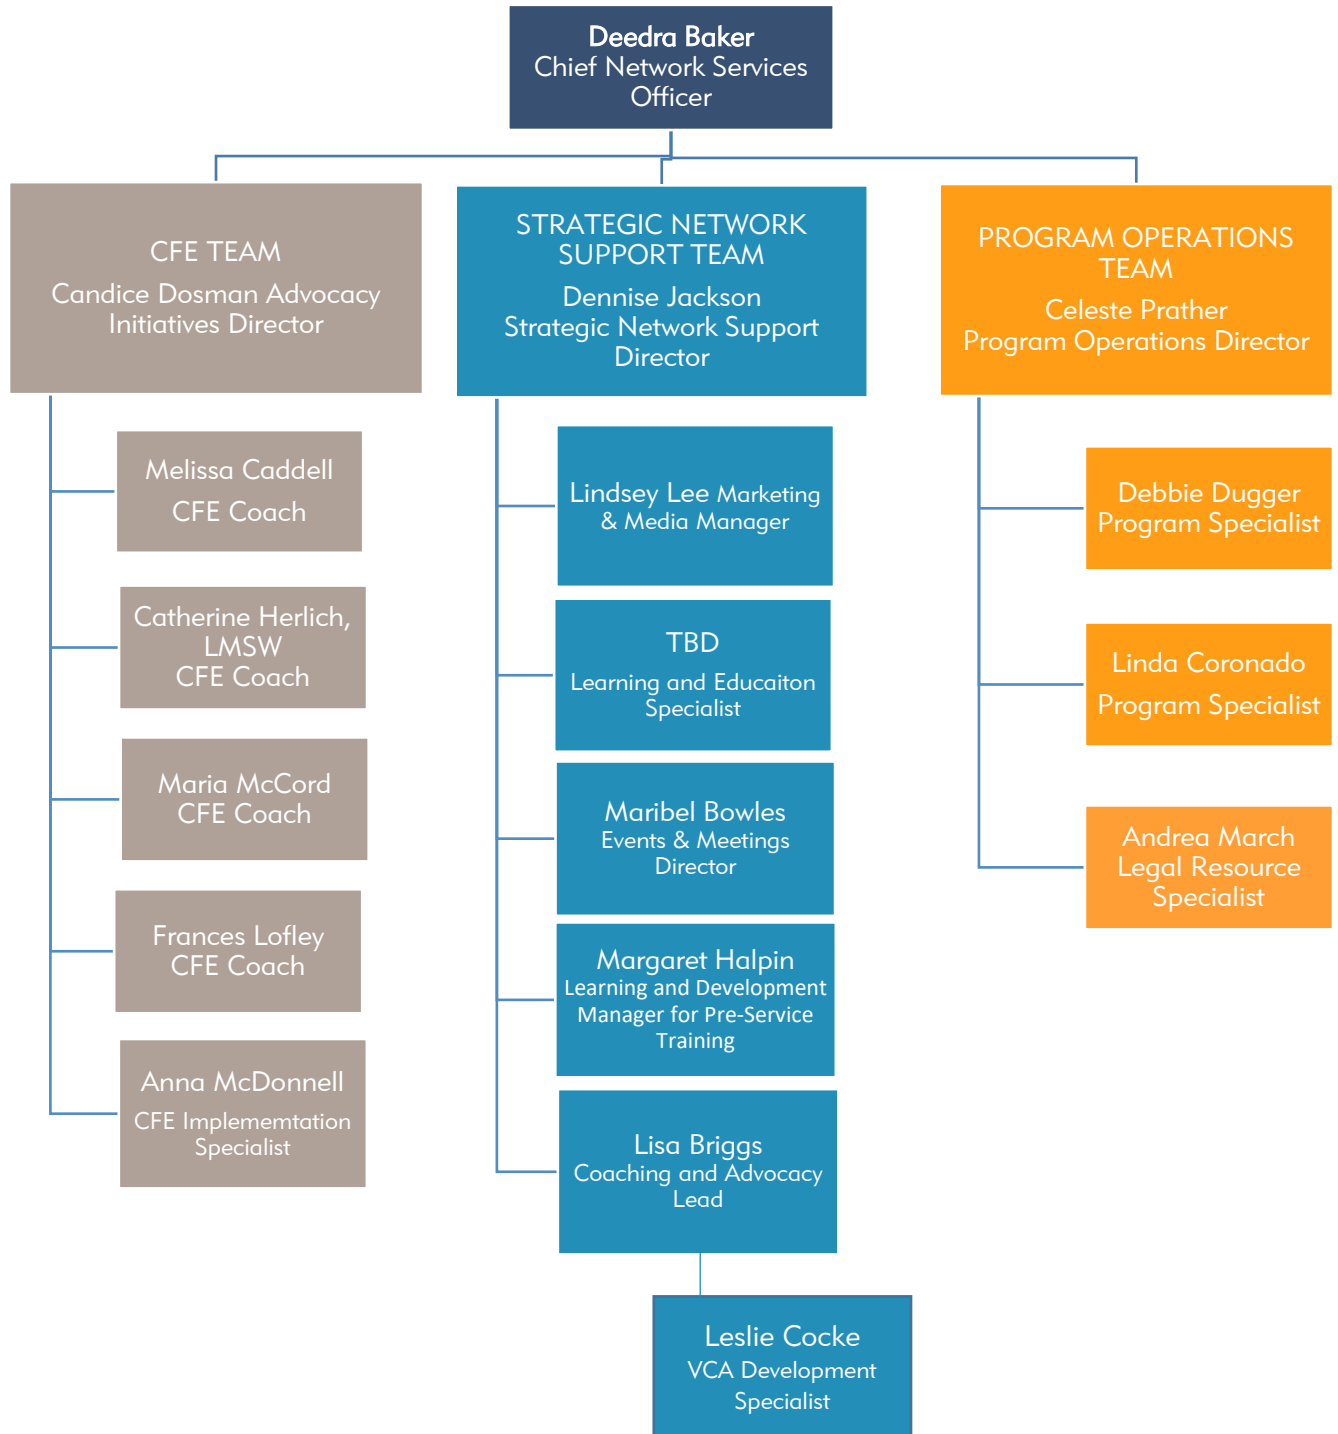 Deedra Baker
Chief Network Services
Officer
CFE TEAM
Candice Dosman Advocacy
Initiatives Director
STRATEGIC NETWORK
SUPPORT TEAM
Dennise Jackson
Strategic Network Support
Director
PROGRAM OPERATIONS
TEAM
Celeste Prather
Program Operations Director
Melissa Caddell
CFE Coach
Catherine Herlich,
LMSW
CFE Coach
Maria McCord
CFE Coach
Frances Lofley
CFE Coach
Anna McDonnell
CFE Implememtation
Specialist
Lindsey Lee Marketing
& Media Manager
TBD
Learning and Educaiton
Specialist
Maribel Bowles
Events & Meetings
Director
Margaret Halpin
Learning and Development
Manager for Pre-Service
Training
Lisa Briggs
Coaching and Advocacy
Lead
Leslie Cocke
VCA Development
Specialist
Debbie Dugger
Program Specialist
Linda Coronado
Program Specialist
Andrea March
Legal Resource
Specialist